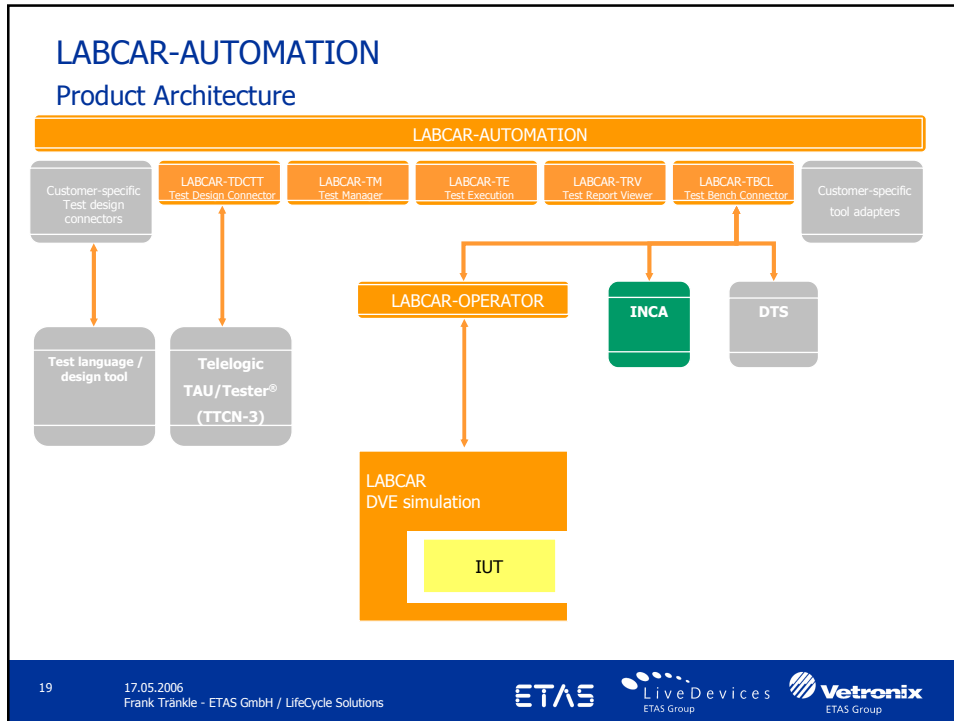 LABCAR-AUTOMATION
Product Architecture
LABCAR-AUTOMATION
Customer-specific
Test design
connectors
LABCAR-TDCTT
Test Design Connector
LABCAR-TM
Test Manager
LABCAR-TE
Test Execution
LABCAR-TRV
Test Report Viewer
LABCAR-TBCL
Test Bench Connector
Customer-specific
tool adapters
LABCAR-OPERATOR
INCA
DTS
Test language /
design tool
Telelogic
TAU/Tester®
(TTCN-3)
LABCAR
DVE simulation
IUT
19
17.05.2006
Frank Tränkle - ETAS GmbH / LifeCycle Solutions
ETAS
LiveDevices
ETAS Group
Vetronix
ETAS Group